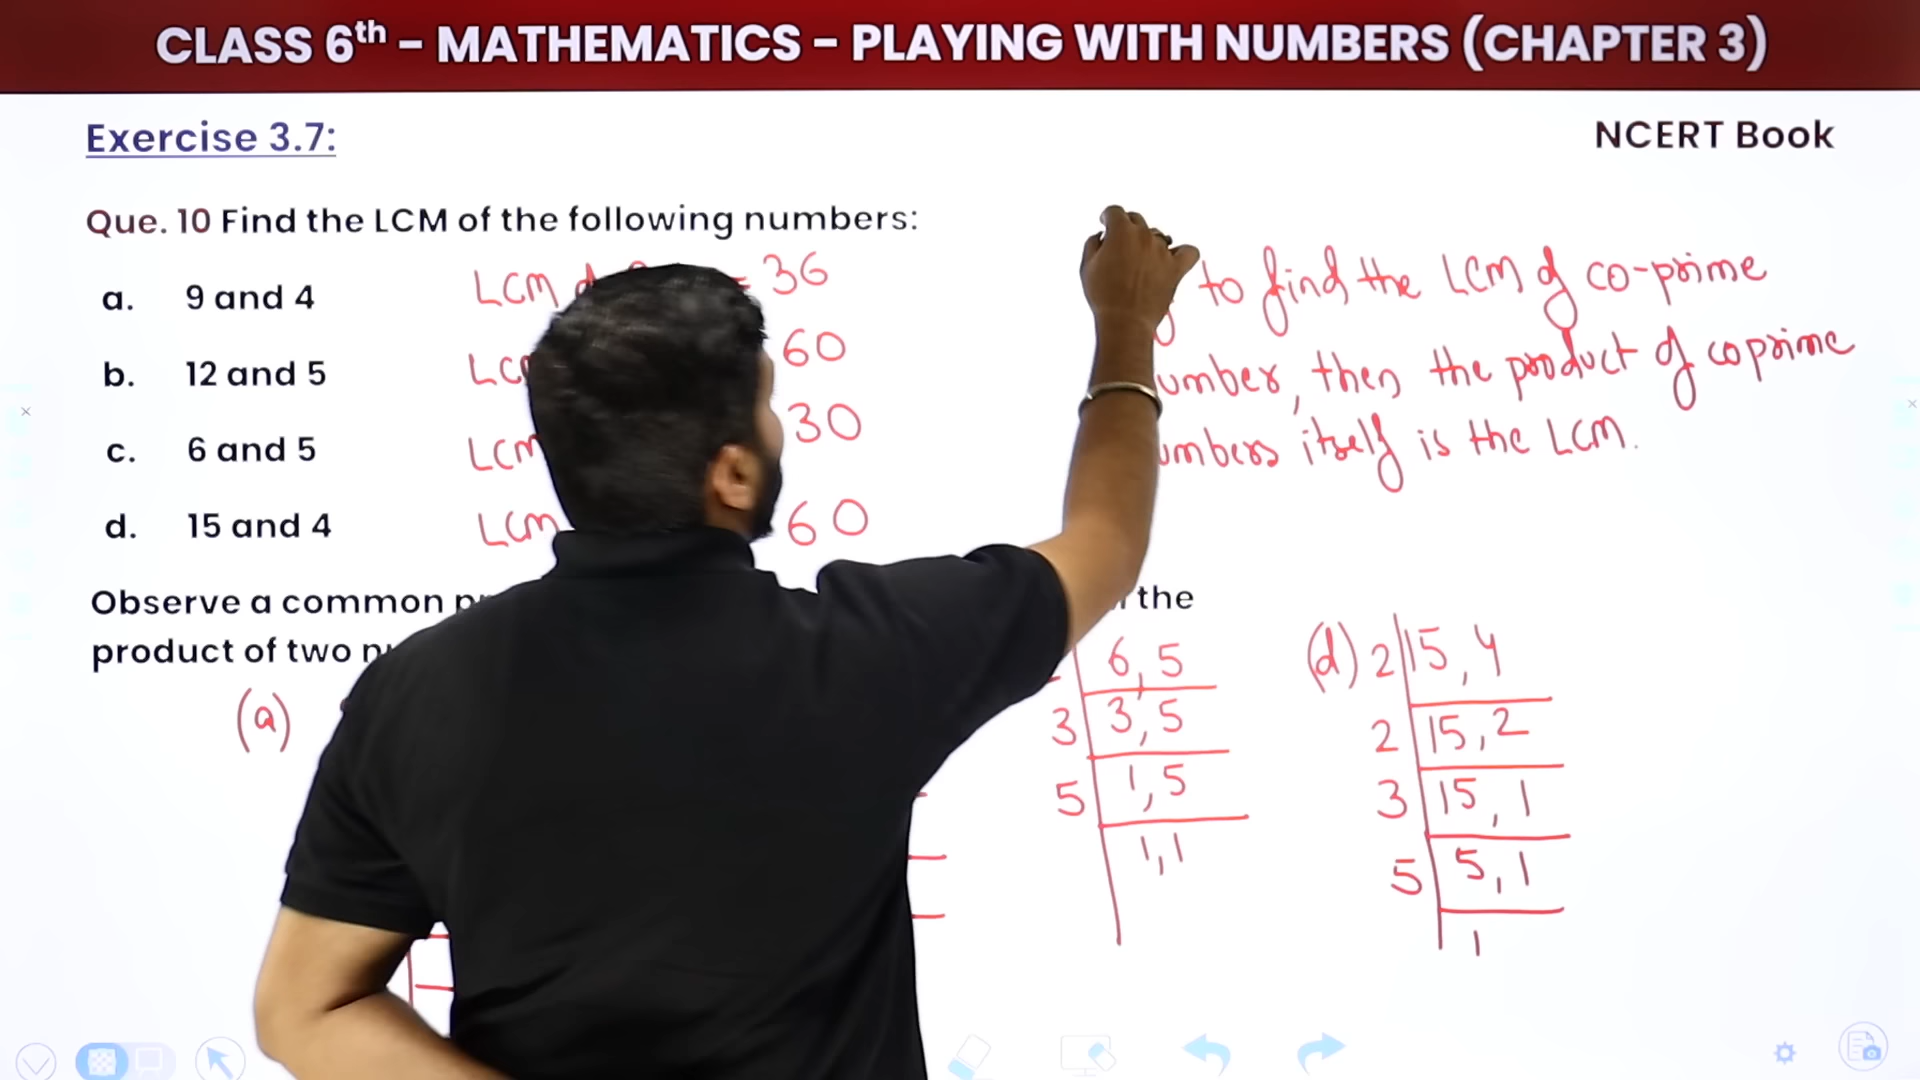 CLASS 6th - MATHEMATICS - PLAYING WITH NUMBERS (CHAPTER 3)
Exercise 3.7:
NCERT Book
Que. 10 Find the LCM of the following numbers:
a. 9 and 4
LCM = 36
b. 12 and 5
LCM 60
c. 6 and 5
LCM 30
d. 15 and 4
LCM 60
to find the LCM of co-prime
umber, then the product of coprime
umbers itself is the LCM.
Observe a common the
product of two
(a)
6, 5
3 3, 5
5 1, 5
1, 1
(d) 2 15, 4
2 15, 2
3 15, 1
5 5, 1
1